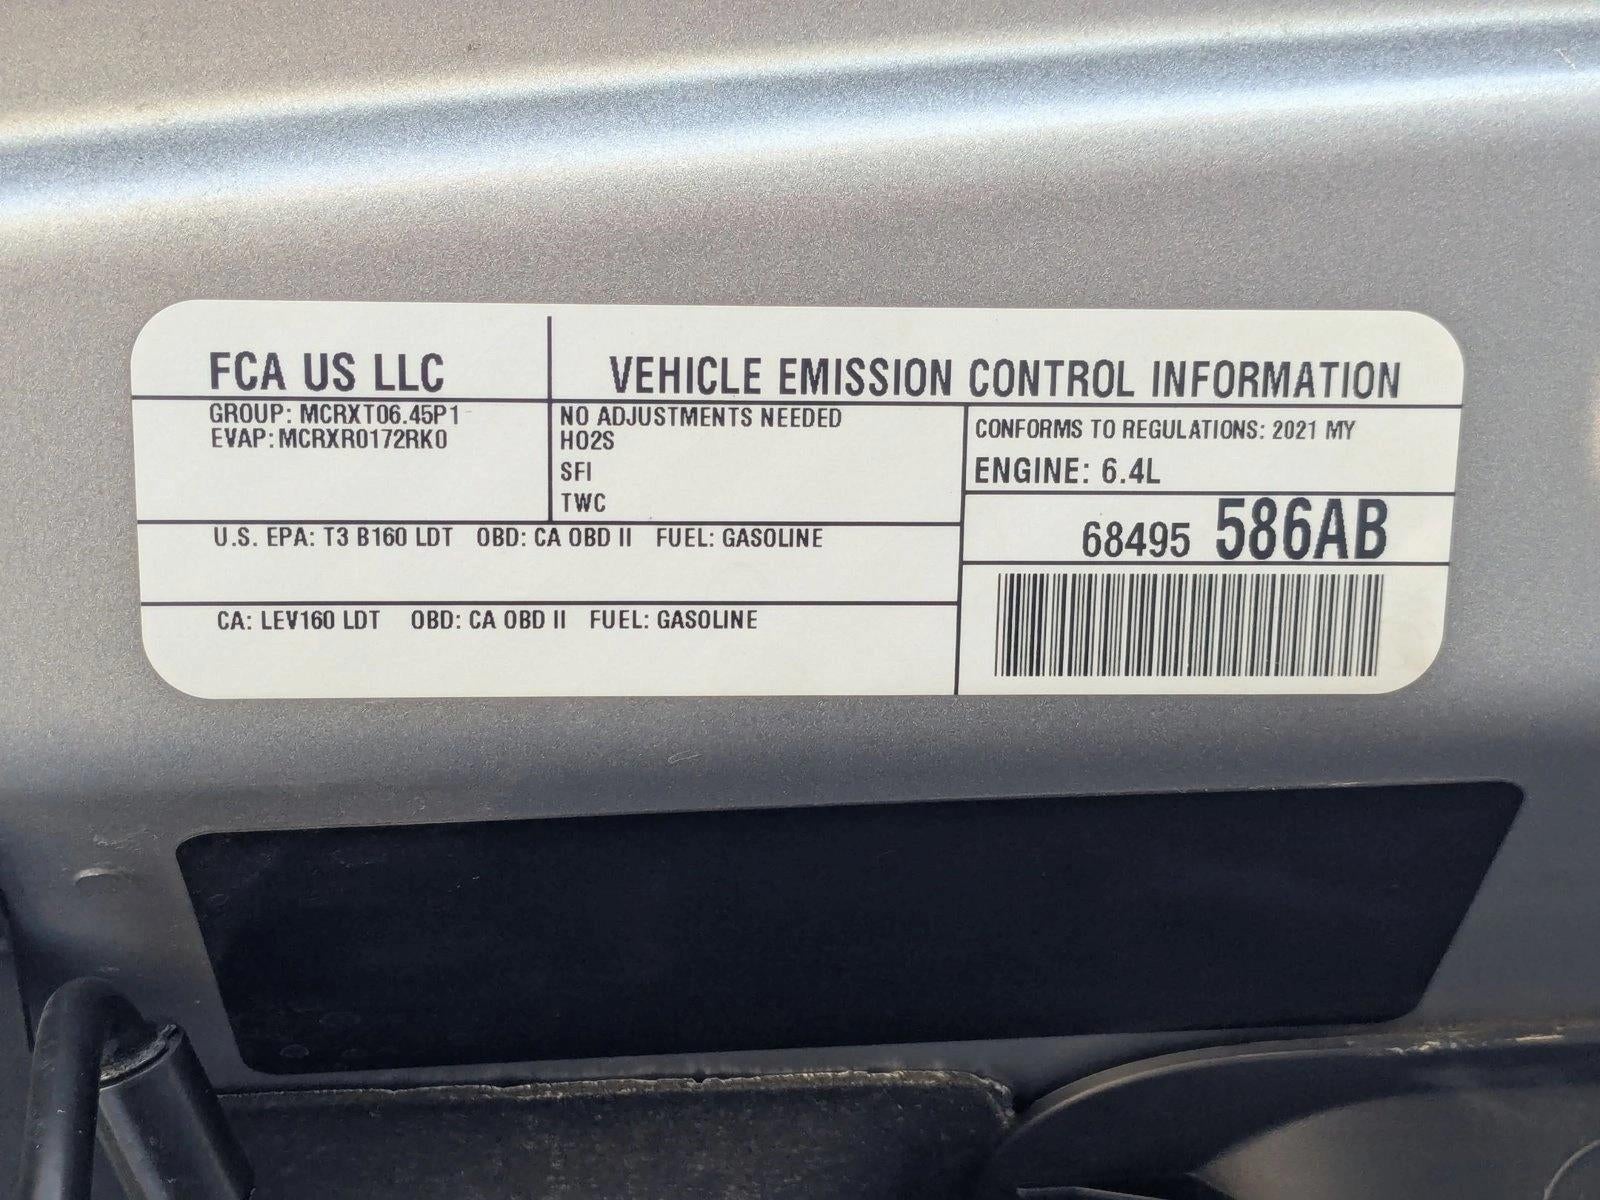 FCA US LLC
VEHICLE EMISSION CONTROL INFORMATION
GROUP: MCRXT06.45P1
EVAP: MCRXR0172RK0
NO ADJUSTMENTS NEEDED
HO2S
SFI
TWC
CONFORMS TO REGULATIONS: 2021 MY
ENGINE: 6.4L
68495 586AB
U.S. EPA: T3 B160 LDT OBD: CA OBD II FUEL: GASOLINE
CA: LEV160 LDT OBD: CA OBD II FUEL: GASOLINE